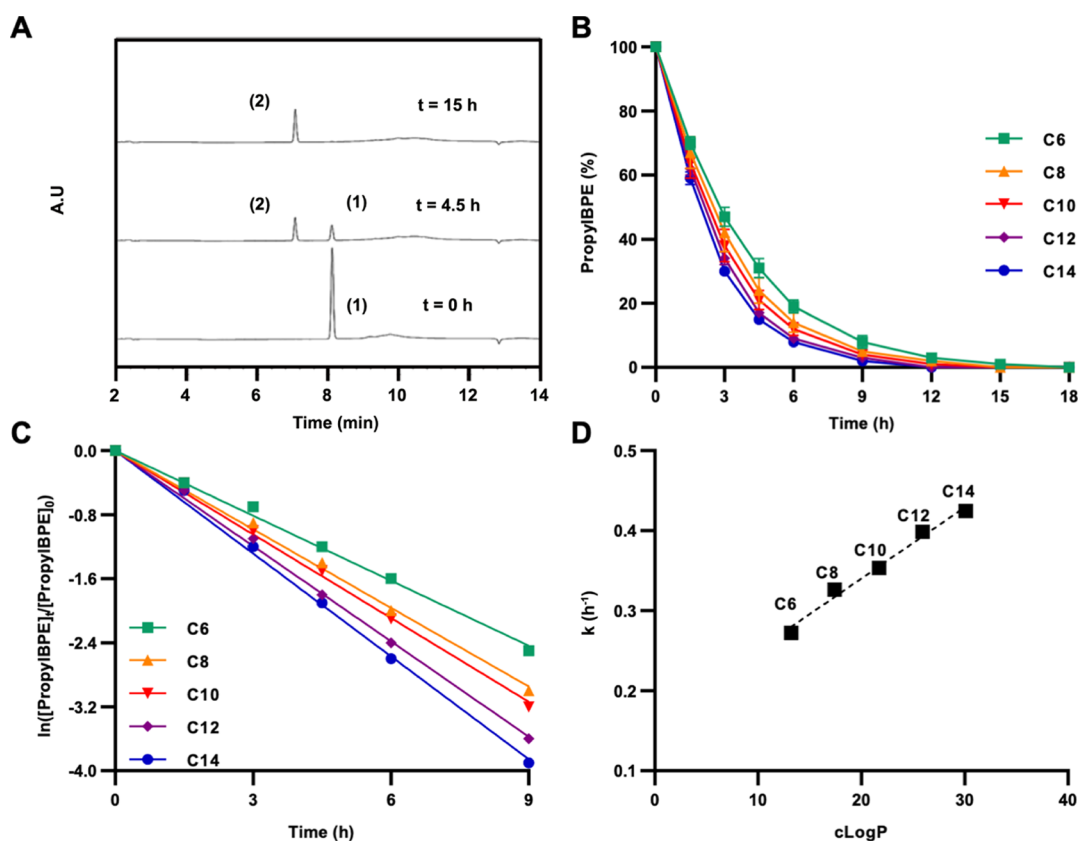 A
(2)
t = 15 h
(2)
(1)
t = 4.5 h
(1)
t = 0 h
A.U
2
4
6
8
10
12
14
Time (min)
B
100
80
60
40
20
0
PropylBPE (%)
C6
C8
C10
C12
C14
0
3
6
9
12
15
18
Time (h)
C
0.0
-0.8
-1.6
-2.4
-3.2
-4.0
ln([PropylBPE]t/[PropylBPE]0)
C6
C8
C10
C12
C14
0
3
6
9
Time (h)
D
0.5
0.4
0.3
0.2
0.1
k (h-1)
C14
C12
C10
C8
C6
0
10
20
30
40
cLogP